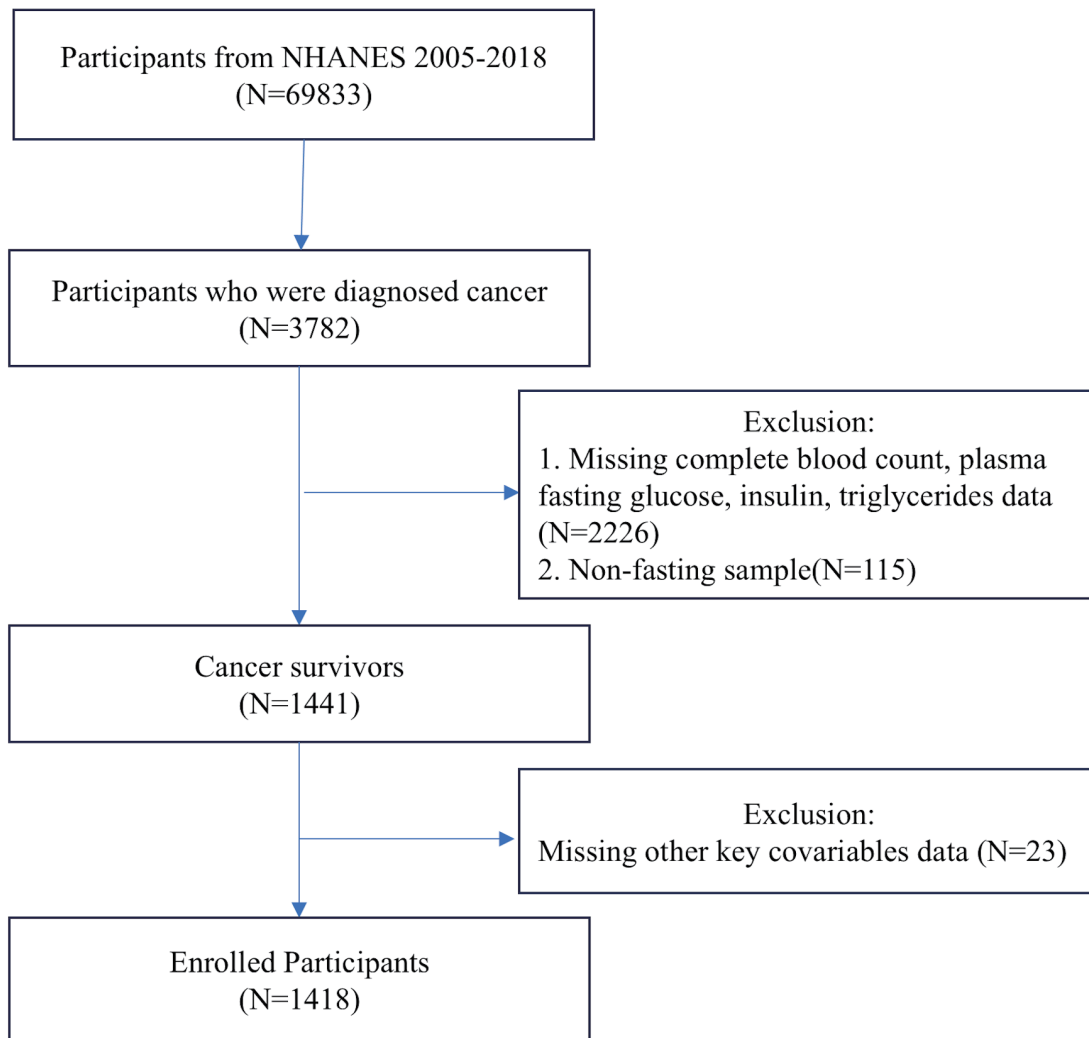 Participants from NHANES 2005-2018
(N=69833)
Participants who were diagnosed cancer
(N=3782)
Exclusion:
1. Missing complete blood count, plasma
fasting glucose, insulin, triglycerides data
(N=2226)
2. Non-fasting sample(N=115)
Cancer survivors
(N=1441)
Exclusion:
Missing other key covariables data (N=23)
Enrolled Participants
(N=1418)